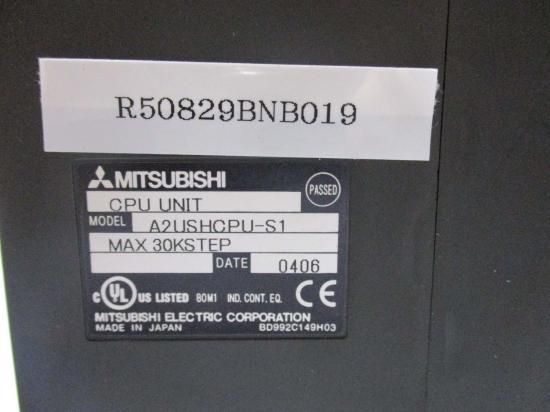 R50829BNB019
MITSUBISHI
PASSED
CPU UNIT
MODEL A2USHCPU-S1
MAX 30KSTEP
DATE 0406
C UL US LISTED 80M1 IND. CONT. EQ. CE
MITSUBISHI ELECTRIC CORPORATION
MADE IN JAPAN BD992C149H03